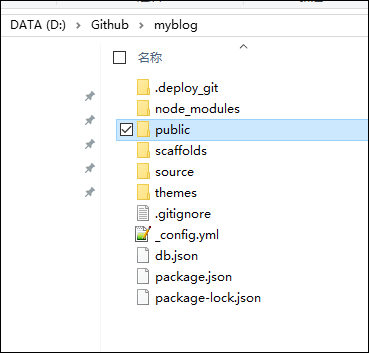 DATA (D:) > Github > myblog
名称
.deploy_git
node_modules
public
scaffolds
source
themes
.gitignore
_config.yml
db.json
package.json
package-lock.json